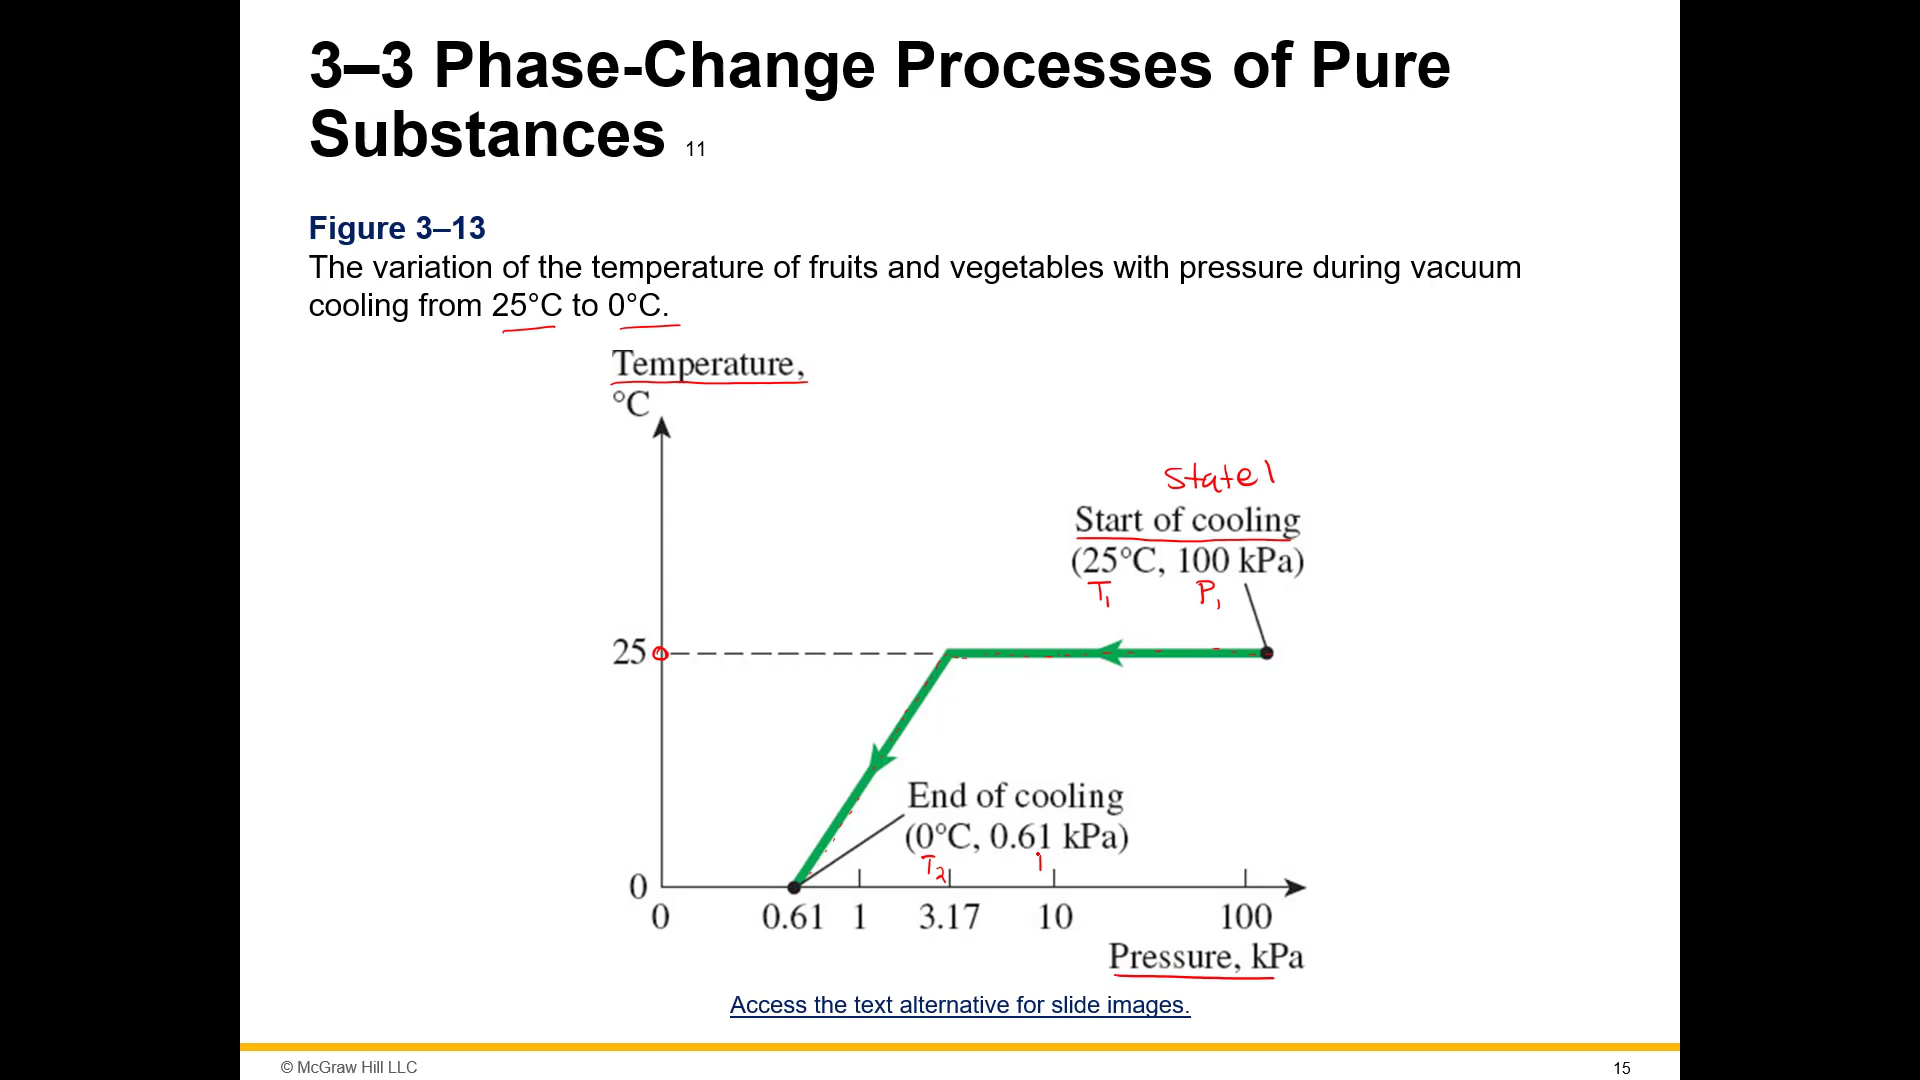 3–3 Phase-Change Processes of Pure
Substances 11
Figure 3–13
The variation of the temperature of fruits and vegetables with pressure during vacuum
cooling from 25°C to 0°C.
Temperature,
°C
State 1
Start of cooling
(25°C, 100 kPa)
T1 P1
25
End of cooling
(0°C, 0.61 kPa)
T2
0
0 0.61 1 3.17 10 100
Pressure, kPa
Access the text alternative for slide images.
© McGraw Hill LLC
15